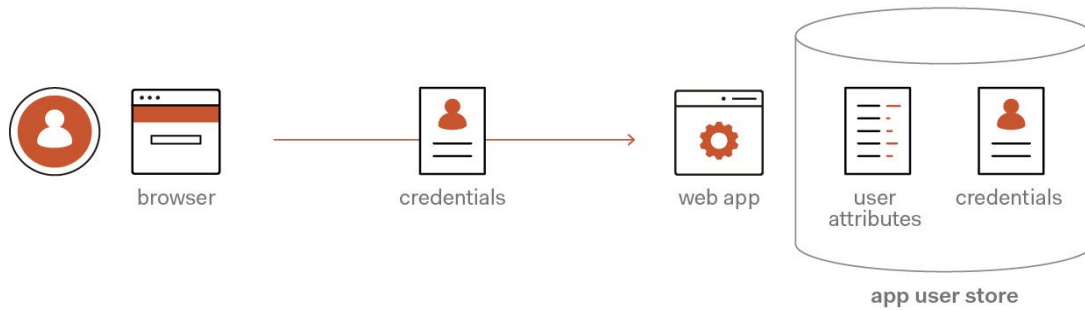 browser
credentials
web app
user
attributes
credentials
app user store